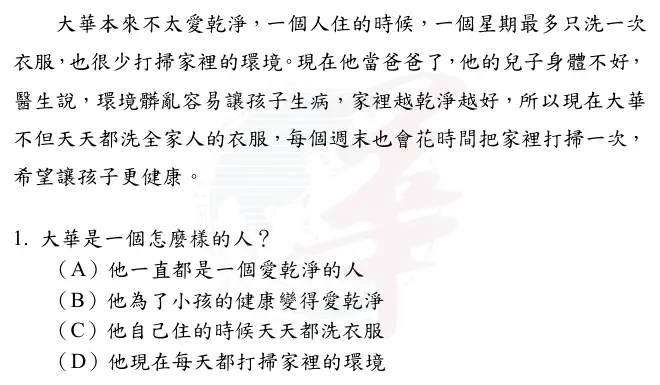 大華本來不太愛乾淨，一個人住的時候，一個星期最多只洗一次
衣服，也很少打掃家裡的環境。現在他當爸爸了，他的兒子身體不好，
醫生說，環境髒亂容易讓孩子生病，家裡越乾淨越好，所以現在大華
不但天天都洗全家人的衣服，每個週末也會花時間把家裡打掃一次，
希望讓孩子更健康。
1. 大華是一個怎麼樣的人？
（A）他一直都是一個愛乾淨的人
（B）他為了小孩的健康變得愛乾淨
（C）他自己住的時候天天都洗衣服
（D）他現在每天都打掃家裡的環境